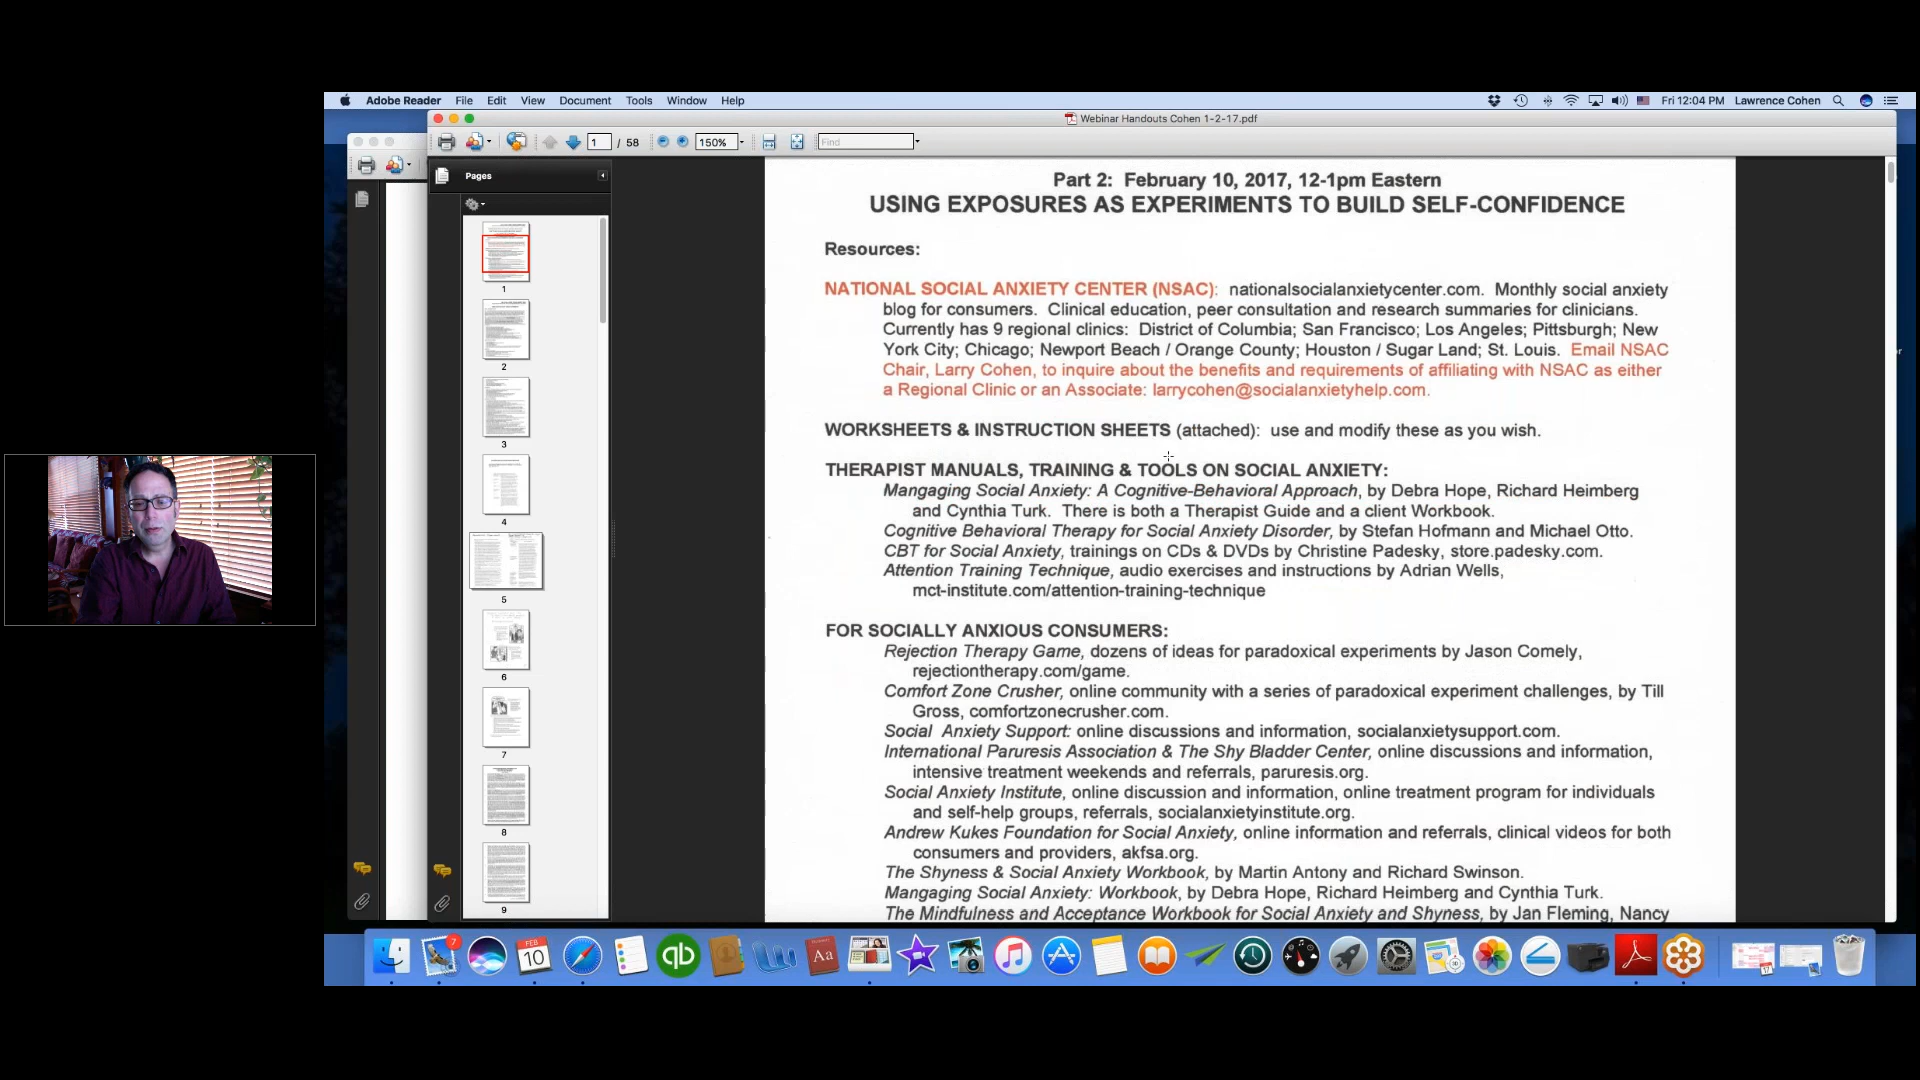 Adobe Reader File Edit View Document Tools Window Help
Fri 12:04 PM Lawrence Cohen
Webinar Handouts Cohen 1-2-17.pdf
1 / 58 150% Find
Pages
1
2
3
4
5
6
7
8
9
Part 2: February 10, 2017, 12-1pm Eastern
USING EXPOSURES AS EXPERIMENTS TO BUILD SELF-CONFIDENCE
Resources:
NATIONAL SOCIAL ANXIETY CENTER (NSAC): nationalsocialanxietycenter.com. Monthly social anxiety
blog for consumers. Clinical education, peer consultation and research summaries for clinicians.
Currently has 9 regional clinics: District of Columbia; San Francisco; Los Angeles; Pittsburgh; New
York City; Chicago; Newport Beach / Orange County; Houston / Sugar Land; St. Louis. Email NSAC
Chair, Larry Cohen, to inquire about the benefits and requirements of affiliating with NSAC as either
a Regional Clinic or an Associate: larrycohen@socialanxietyhelp.com.
WORKSHEETS & INSTRUCTION SHEETS (attached): use and modify these as you wish.
THERAPIST MANUALS, TRAINING & TOOLS ON SOCIAL ANXIETY:
Mangaging Social Anxiety: A Cognitive-Behavioral Approach, by Debra Hope, Richard Heimberg
and Cynthia Turk. There is both a Therapist Guide and a client Workbook.
Cognitive Behavioral Therapy for Social Anxiety Disorder, by Stefan Hofmann and Michael Otto.
CBT for Social Anxiety, trainings on CDs & DVDs by Christine Padesky, store.padesky.com.
Attention Training Technique, audio exercises and instructions by Adrian Wells,
mct-institute.com/attention-training-technique
FOR SOCIALLY ANXIOUS CONSUMERS:
Rejection Therapy Game, dozens of ideas for paradoxical experiments by Jason Comely,
rejectiontherapy.com/game.
Comfort Zone Crusher, online community with a series of paradoxical experiment challenges, by Till
Gross, comfortzonecrusher.com.
Social Anxiety Support: online discussions and information, socialanxietysupport.com.
International Paruresis Association & The Shy Bladder Center, online discussions and information,
intensive treatment weekends and referrals, paruresis.org.
Social Anxiety Institute, online discussion and information, online treatment program for individuals
and self-help groups, referrals, socialanxietyinstitute.org.
Andrew Kukes Foundation for Social Anxiety, online information and referrals, clinical videos for both
consumers and providers, akfsa.org.
The Shyness & Social Anxiety Workbook, by Martin Antony and Richard Swinson.
Mangaging Social Anxiety: Workbook, by Debra Hope, Richard Heimberg and Cynthia Turk.
The Mindfulness and Acceptance Workbook for Social Anxiety and Shyness, by Jan Fleming, Nancy
7
FEB
10
qb
Aa
17